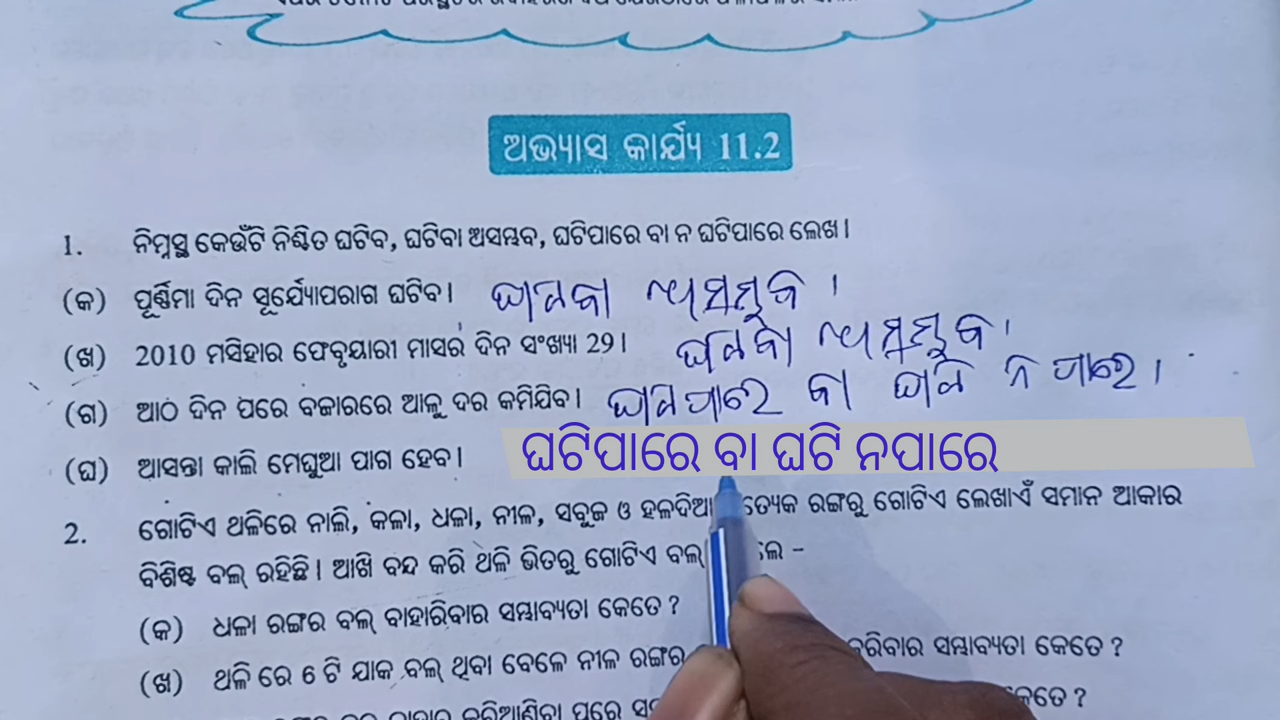 ଅଭ୍ୟାସ କାର୍ଯ୍ୟ 11.2
1. ନିମ୍ନସ୍ଥ କେଉଁଟି ନିଶ୍ଚିତ ଘଟିବ, ଘଟିବା ଅସମ୍ଭବ, ଘଟିପାରେ ବା ନ ଘଟିପାରେ ଲେଖ।
(କ) ପୂର୍ଣ୍ଣିମା ଦିନ ସୂର୍ଯ୍ୟୋପରାଗ ଘଟିବ। ଘଟିବା ଅସମ୍ଭବ।
(ଖ) 2010 ମସିହାର ଫେବୃୟାରୀ ମାସର ଦିନ ସଂଖ୍ୟା 29। ଘଟିବା ଅସମ୍ଭବ।
(ଗ) ଆଠ ଦିନ ପରେ ବଜାରରେ ଆଳୁ ଦର କମିଯିବ। ଘଟିପାରେ ବା ଘଟି ନ ପାରେ।
(ଘ) ଆସନ୍ତା କାଲି ମେଘୁଆ ପାଗ ହେବ। ଘଟିପାରେ ବା ଘଟି ନପାରେ
2. ଗୋଟିଏ ଥଳିରେ ନାଲି, କଳା, ଧଳା, ନୀଳ, ସବୁଜ ଓ ହଳଦିଆ ରଙ୍ଗରୁ ଗୋଟିଏ ଲେଖାଏଁ ସମାନ ଆକାର
ବିଶିଷ୍ଟ ବଲ୍ ରହିଛି। ଆଖି ବନ୍ଦ କରି ଥଳି ଭିତରୁ ଗୋଟିଏ ବଲ୍ –
(କ) ଧଳା ରଙ୍ଗର ବଲ୍ ବାହାରିବାର ସମ୍ଭାବ୍ୟତା କେତେ ?
(ଖ) ଥଳି ରେ 6 ଟି ଯାକ ବଲ୍ ଥିବା ବେଳେ ନୀଳ ରଙ୍ଗର ସମ୍ଭାବ୍ୟତା କେତେ ?